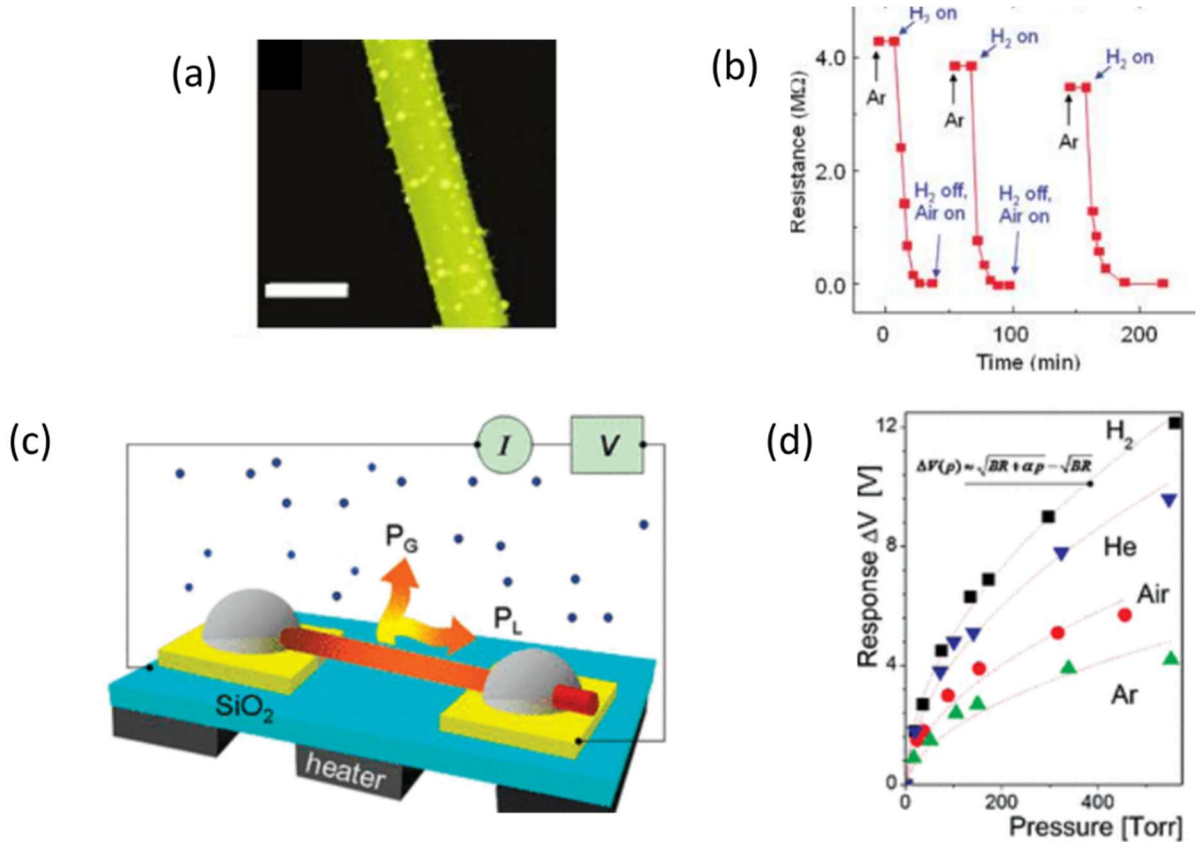 (a)
(b)
H₂ on
H₂ on
H₂ on
Ar
Ar
Ar
H₂ off,
Air on
H₂ off,
Air on
Resistance (MΩ)
4.0
2.0
0.0
0
100
200
Time (min)
(c)
I
V
P_G
P_L
SiO₂
heater
(d)
Response ΔV [V]
12
8
4
0
H₂
ΔV(p) ≈ √BR + αp − √BR
He
Air
Ar
0
200
400
Pressure [Torr]